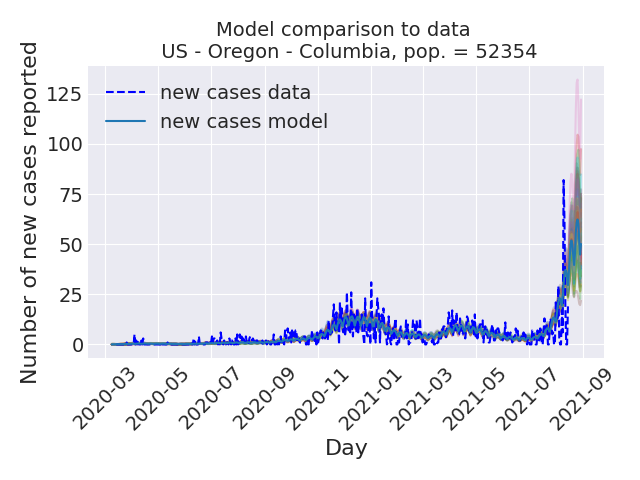 Model comparison to data
US - Oregon - Columbia, pop. = 52354
Number of new cases reported
125
100
75
50
25
0
new cases data
new cases model
2020-03
2020-05
2020-07
2020-09
2020-11
2021-01
2021-03
2021-05
2021-07
2021-09
Day